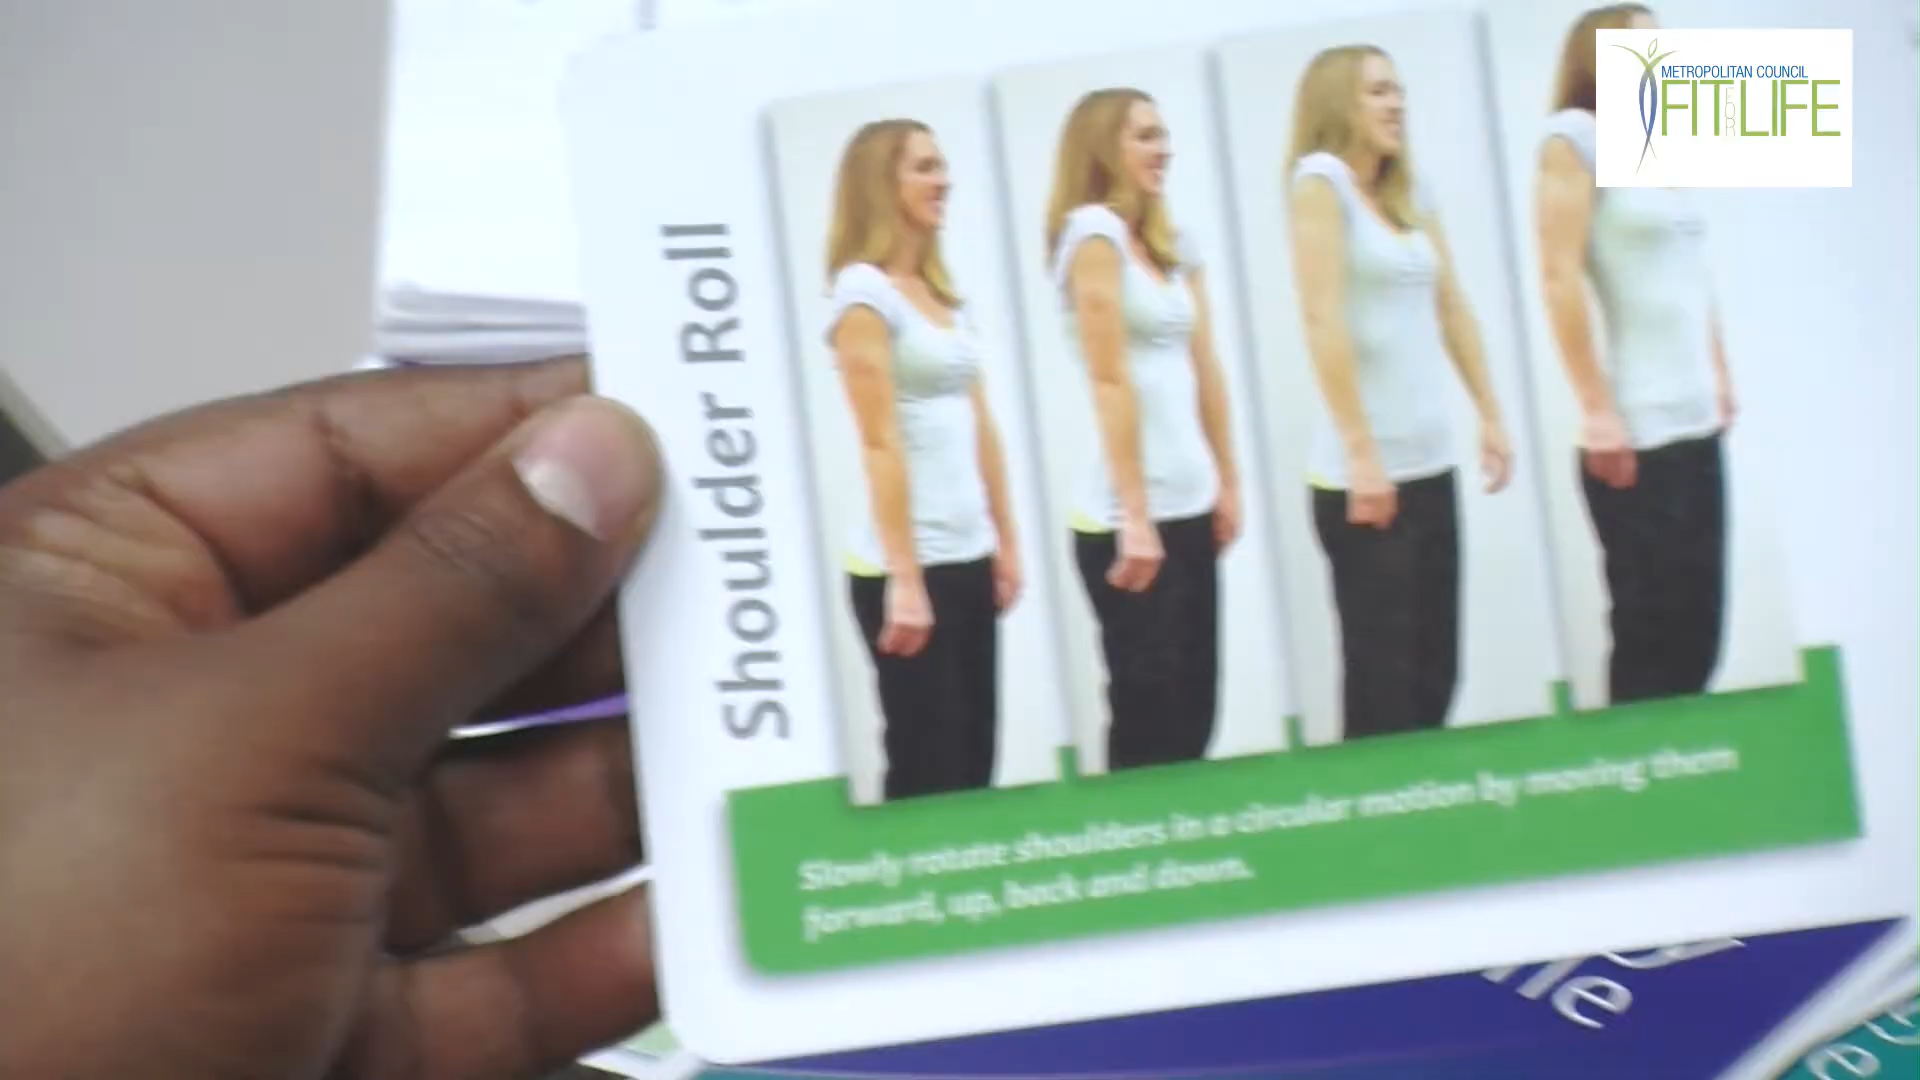 METROPOLITAN COUNCIL
FIT FOR LIFE
Shoulder Roll
Slowly rotate shoulders in a circular motion by moving them
forward, up, back and down.